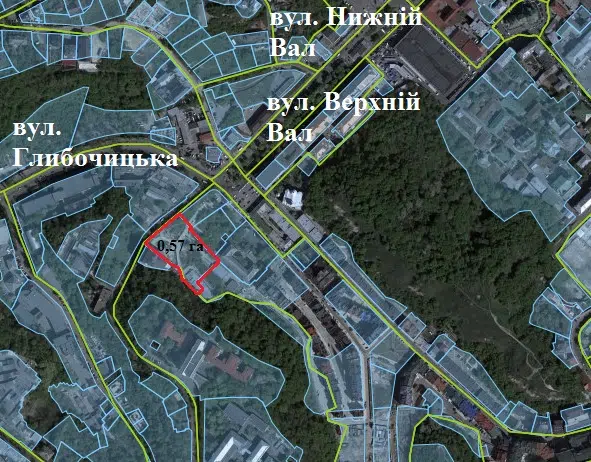 вул. Нижній
Вал
вул. Верхній
Вал
вул.
Глибочицька
0,57 га